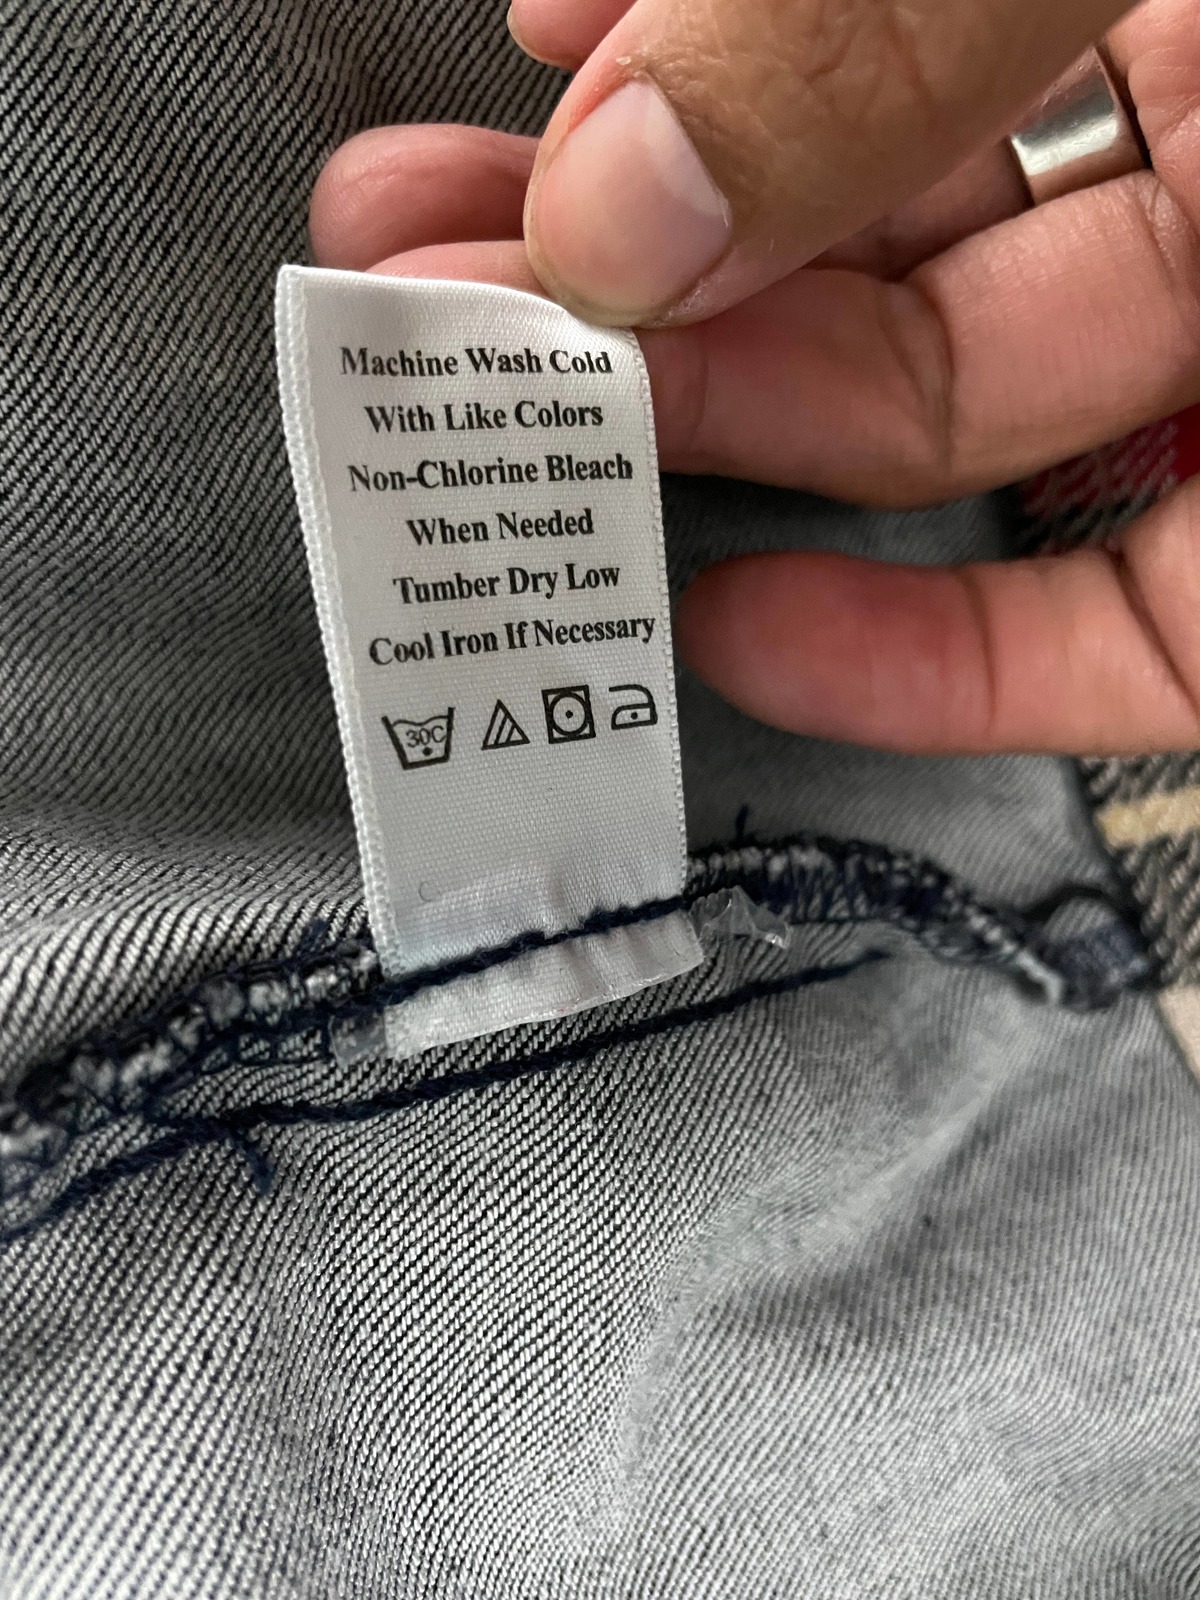 Machine Wash Cold
With Like Colors
Non-Chlorine Bleach
When Needed
Tumber Dry Low
Cool Iron If Necessary
30C